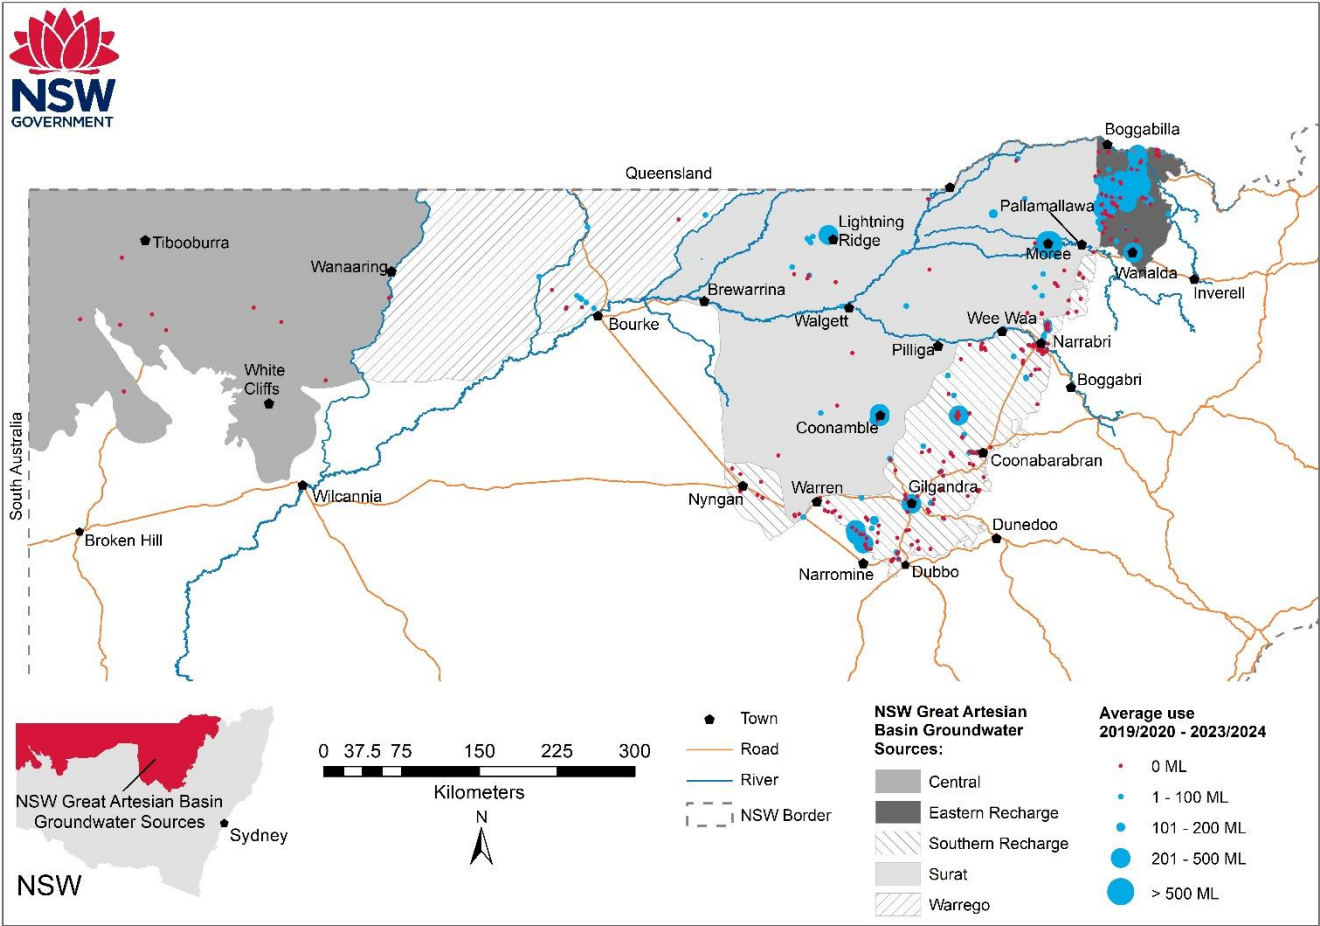 NSW
GOVERNMENT
Boggabilla
Queensland
Pallamallawa
Lightning
Ridge
Tibooburra
Moree
Warialda
Wanaaring
Inverell
Brewarrina
Walgett
Wee Waa
Bourke
Pilliga
Narrabri
White
Cliffs
Boggabri
Coonamble
Coonabarabran
South Australia
Wilcannia
Nyngan
Warren
Gilgandra
Broken Hill
Dunedoo
Narromine
Dubbo
NSW Great Artesian Basin
Groundwater Sources
Sydney
NSW
0 37.5 75 150 225 300
Kilometers
N
Town
Road
River
NSW Border
NSW Great Artesian
Basin Groundwater
Sources:
Central
Eastern Recharge
Southern Recharge
Surat
Warrego
Average use
2019/2020 - 2023/2024
0 ML
1 - 100 ML
101 - 200 ML
201 - 500 ML
> 500 ML